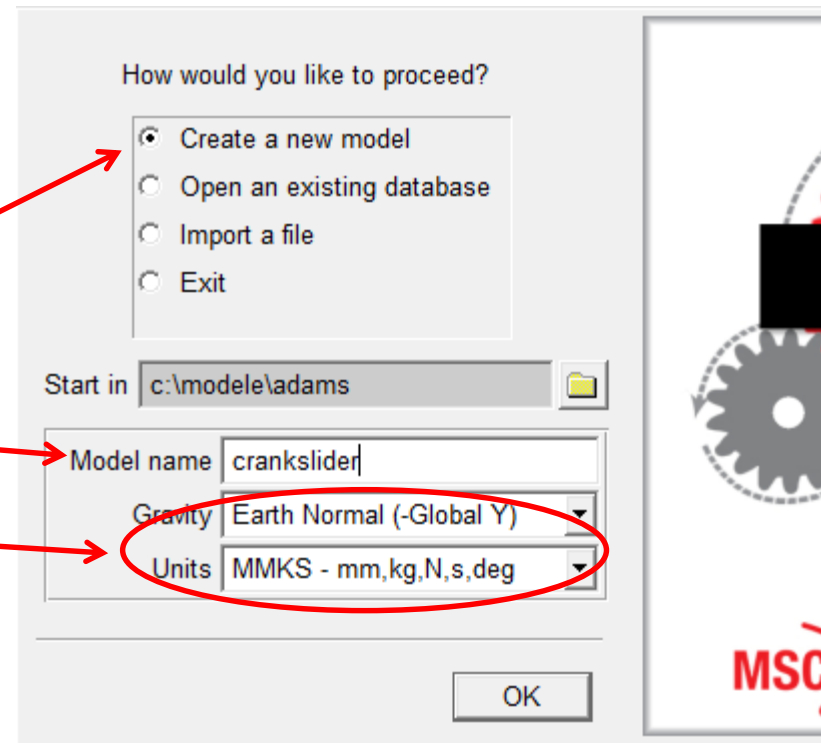 How would you like to proceed?
Create a new model
Open an existing database
Import a file
Exit
Start in c:\modele\adams
Model name crankslider
Gravity Earth Normal (-Global Y)
Units MMKS - mm,kg,N,s,deg
OK
MSC